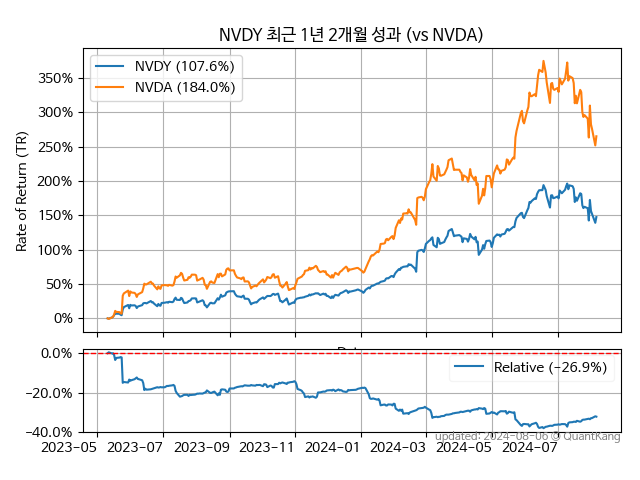 NVDY 최근 1년 2개월 성과 (vs NVDA)
NVDY (107.6%)
NVDA (184.0%)
Rate of Return (TR)
350%
300%
250%
200%
150%
100%
50%
0%
Relative (−26.9%)
0.0%
−20.0%
−40.0%
2023−05 2023−07 2023−09 2023−11 2024−01 2024−03 2024−05 2024−07
updated: 2024−08−06 @ QuantKang